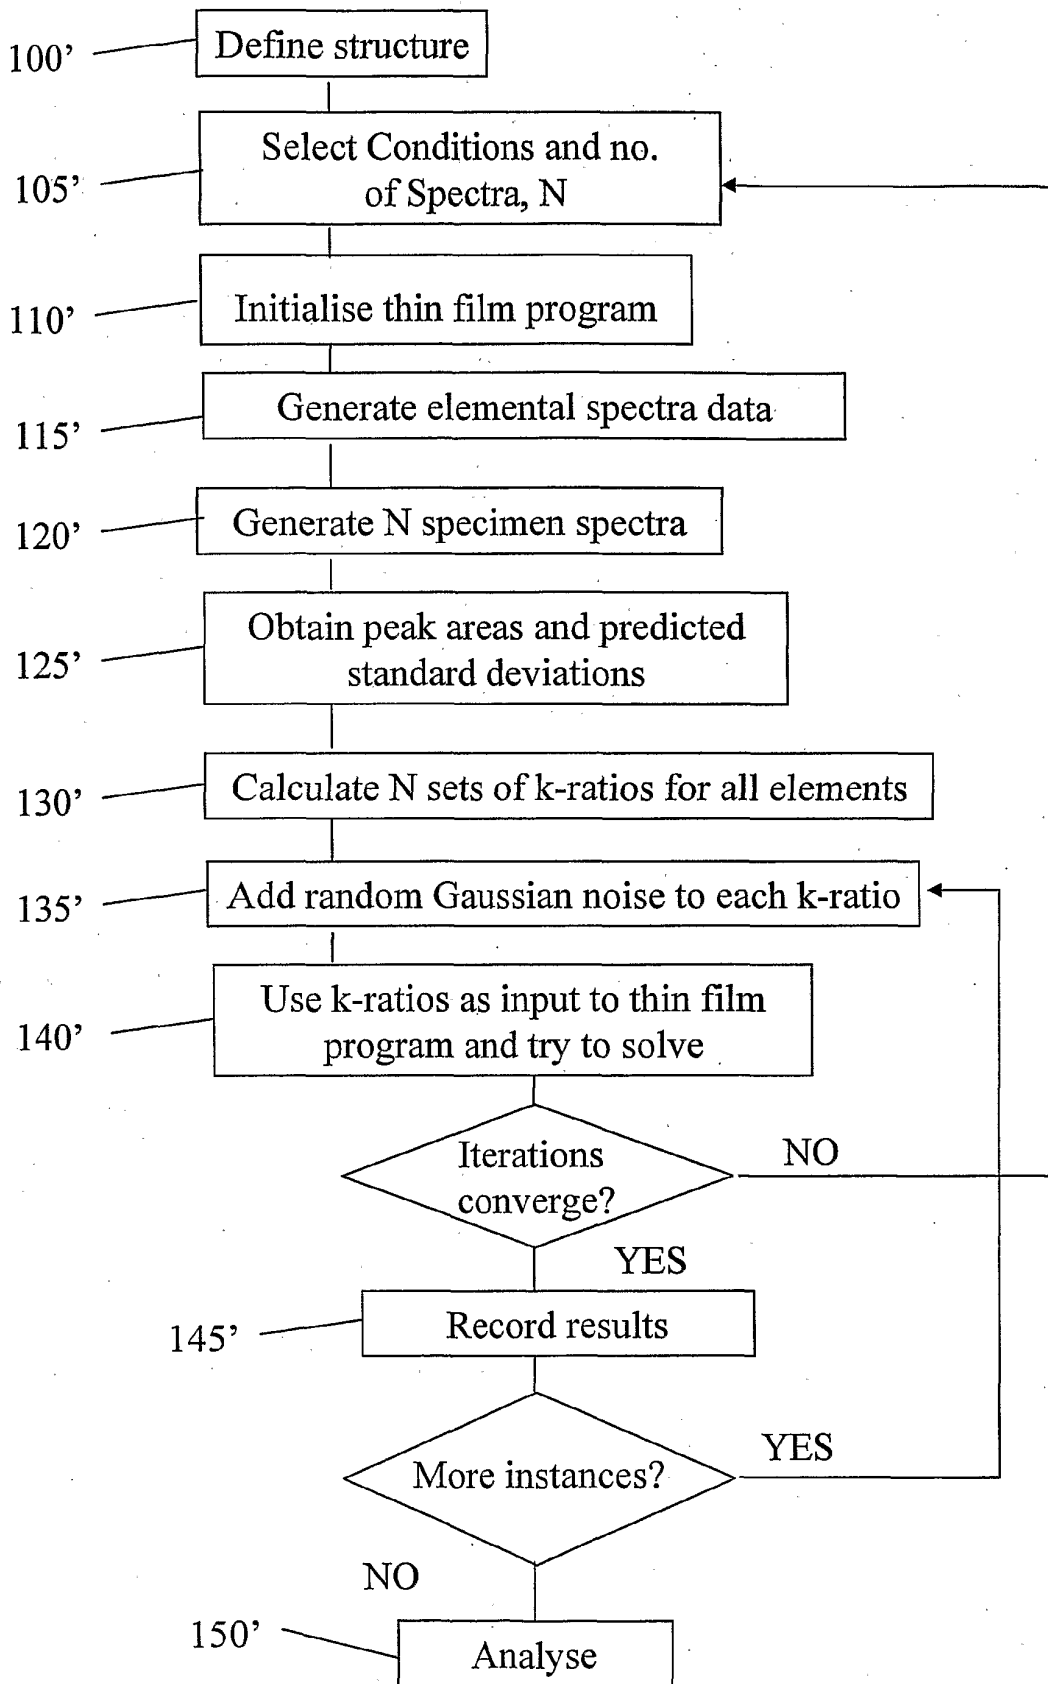 100’
Define structure
105’
Select Conditions and no.
of Spectra, N
110’
Initialise thin film program
115’
Generate elemental spectra data
120’
Generate N specimen spectra
125’
Obtain peak areas and predicted
standard deviations
130’
Calculate N sets of k-ratios for all elements
135’
Add random Gaussian noise to each k-ratio
140’
Use k-ratios as input to thin film
program and try to solve
Iterations
converge?
NO
YES
145’
Record results
More instances?
YES
NO
150’
Analyse